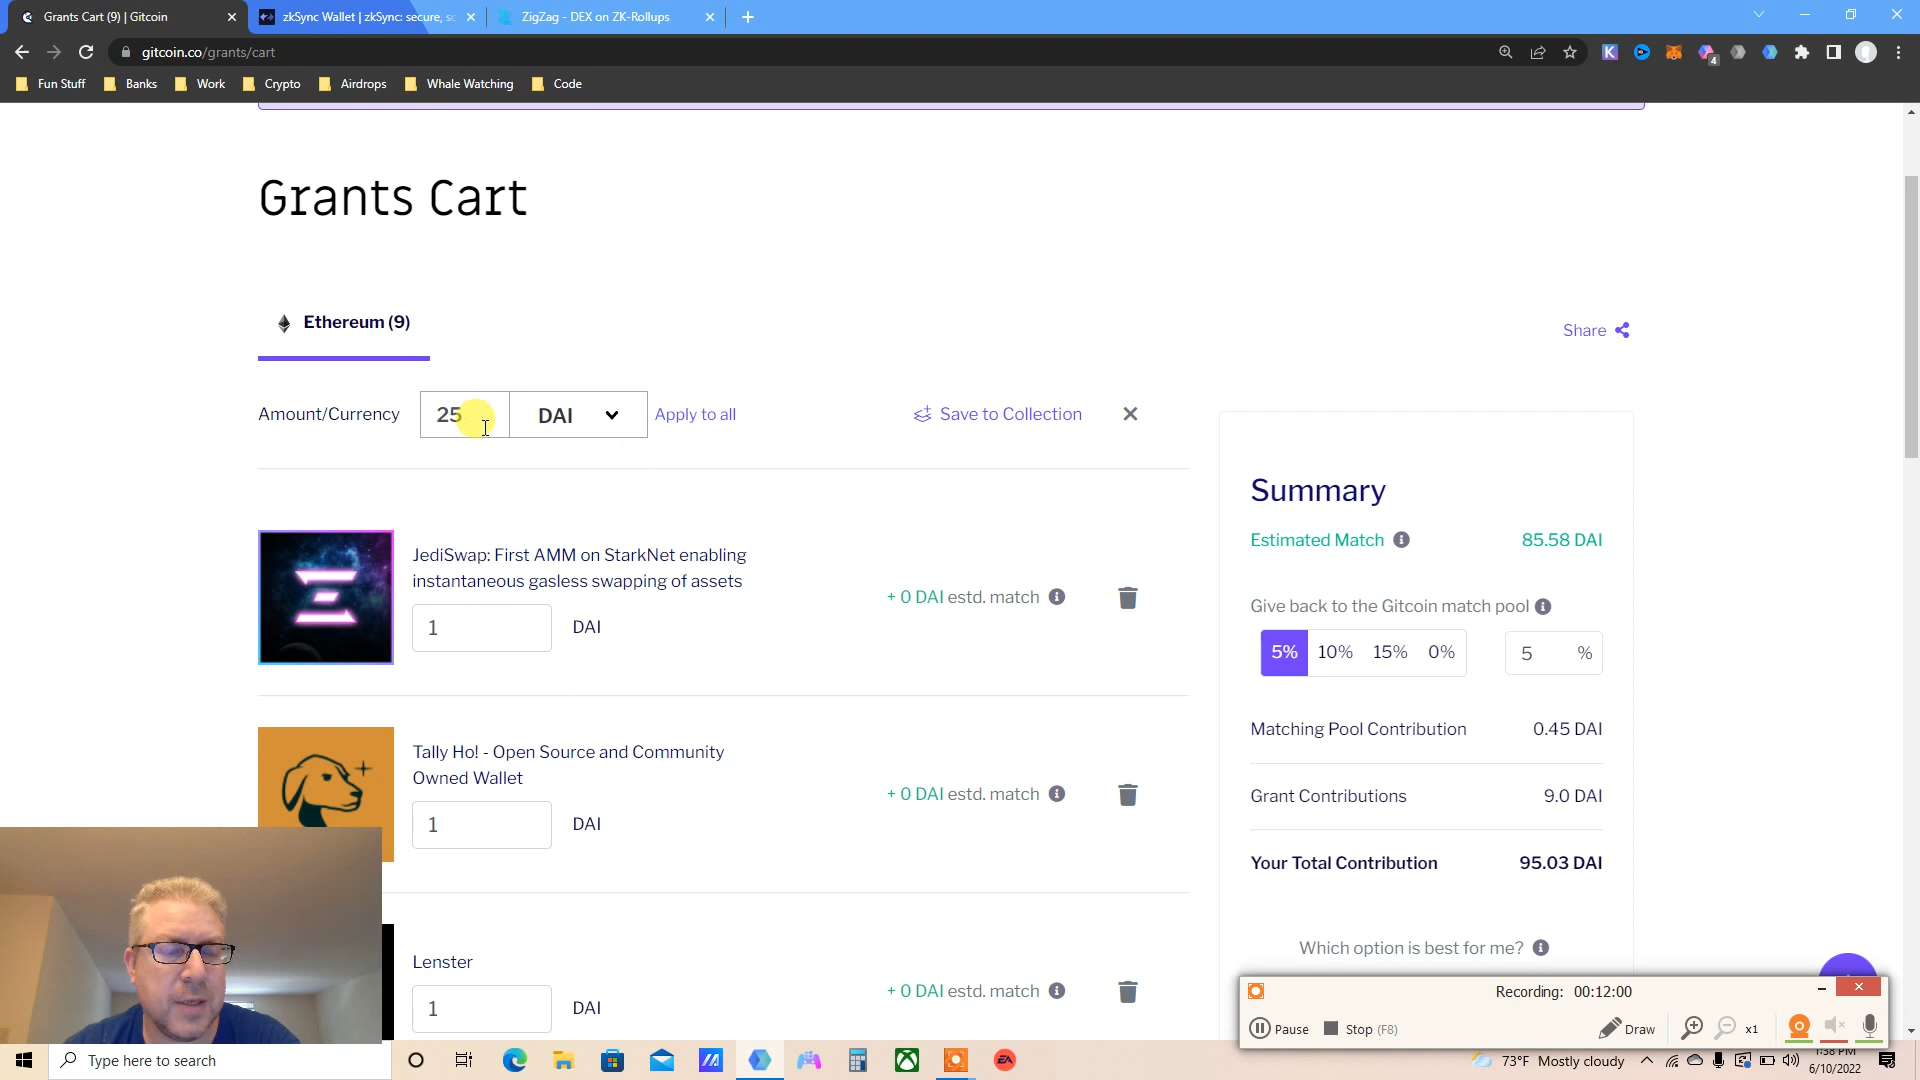 Grants Cart (9) | Gitcoin
zkSync Wallet | zkSync: secure, sc
ZigZag - DEX on ZK-Rollups
gitcoin.co/grants/cart
4
Fun Stuff
Banks
Work
Crypto
Airdrops
Whale Watching
Code
Grants Cart
Ethereum (9)
Share
Amount/Currency
25
DAI
Apply to all
Save to Collection
Summary
Estimated Match
85.58 DAI
JediSwap: First AMM on StarkNet enabling
instantaneous gasless swapping of assets
+ 0 DAI estd. match
1
DAI
Give back to the Gitcoin match pool
5%
10%
15%
0%
5
%
Matching Pool Contribution
0.45 DAI
Tally Ho! - Open Source and Community
Owned Wallet
+ 0 DAI estd. match
1
DAI
Grant Contributions
9.0 DAI
Your Total Contribution
95.03 DAI
Which option is best for me?
Lenster
+ 0 DAI estd. match
1
DAI
Recording: 00:12:00
Pause
Stop (F8)
Draw
x1
Type here to search
EA
73°F Mostly cloudy
1:38 PM
6/10/2022